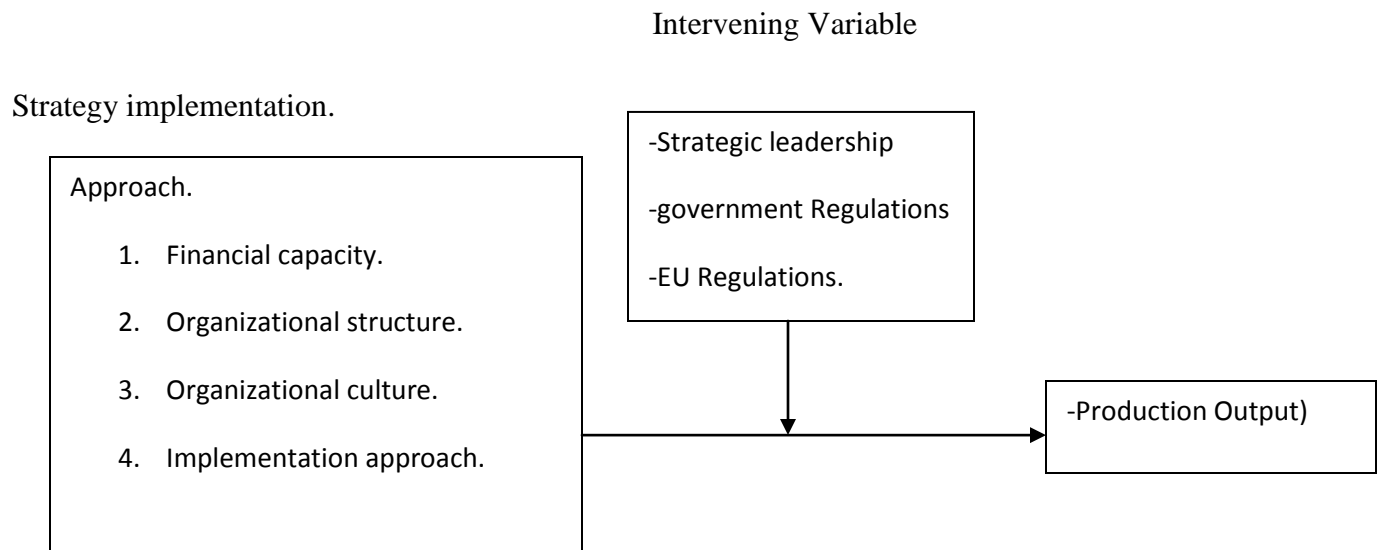 Intervening Variable
Strategy implementation.
-Strategic leadership
-government Regulations
-EU Regulations.
Approach.
1. Financial capacity.
2. Organizational structure.
3. Organizational culture.
4. Implementation approach.
-Production Output)